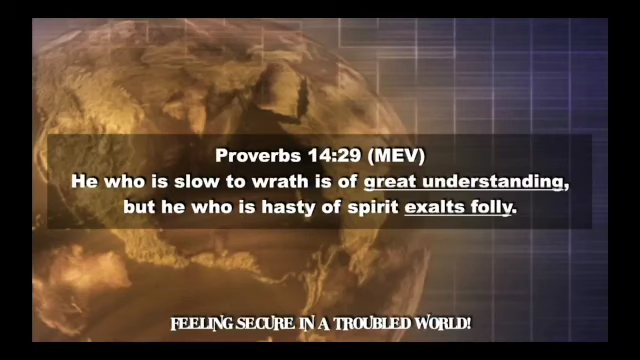 Proverbs 14:29 (MEV)
He who is slow to wrath is of great understanding,
but he who is hasty of spirit exalts folly.
FEELING SECURE IN A TROUBLED WORLD!